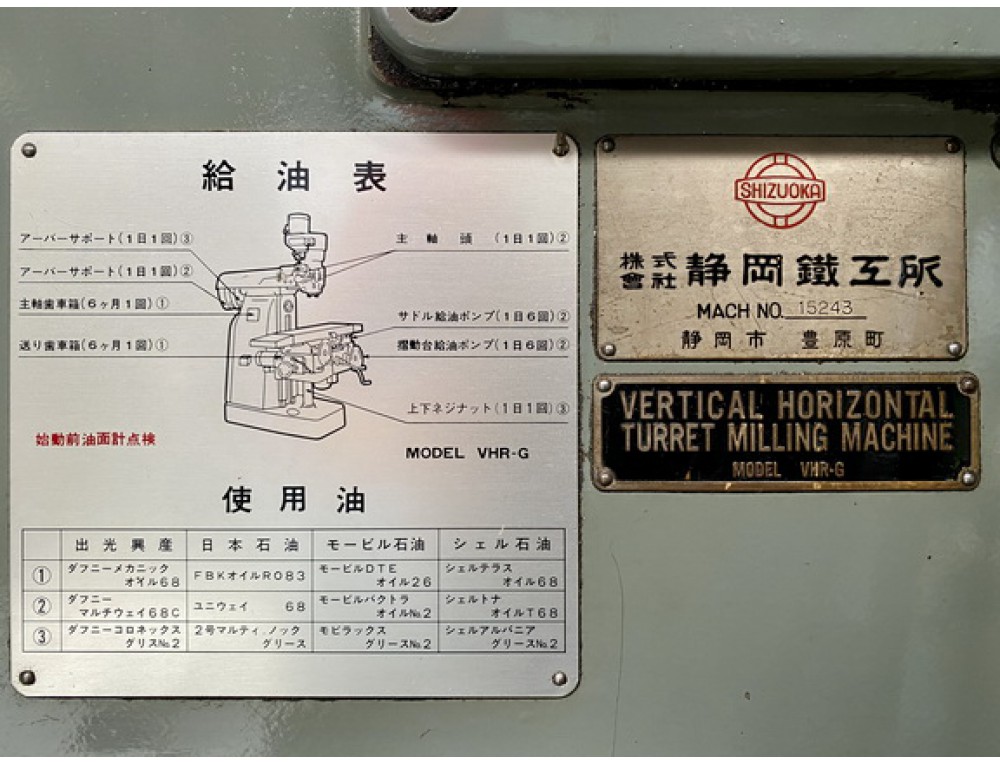 給油表
アーバーサポート(1日1回)③
アーバーサポート(1日1回)②
主軸歯車箱(6ヶ月1回)①
送り歯車箱(6ヶ月1回)①
主軸頭(1日1回)②
サドル給油ポンプ(1日6回)②
摺動台給油ポンプ(1日6回)②
上下ネジナット(1日1回)③
始動前油面計点検
MODEL VHR-G
使用油
出光興産 日本石油 モービル石油 シェル石油
① ダフニーメカニック オイル68 FBKオイルRO83 モービルDTE オイル26 シェルテラス オイル68
② ダフニー マルチウェイ68C ユニウェイ 68 モービルバクトラ オイルNo.2 シェルトナ オイルT68
③ ダフニーコロネックス グリスNo.2 2号マルティノック グリース モビラックス グリースNo.2 シェルアルバニア グリースNo.2
SHIZUOKA
株式會社 静岡鐵工所
MACH NO. 15243
静岡市 豊原町
VERTICAL HORIZONTAL
TURRET MILLING MACHINE
MODEL VHR-G